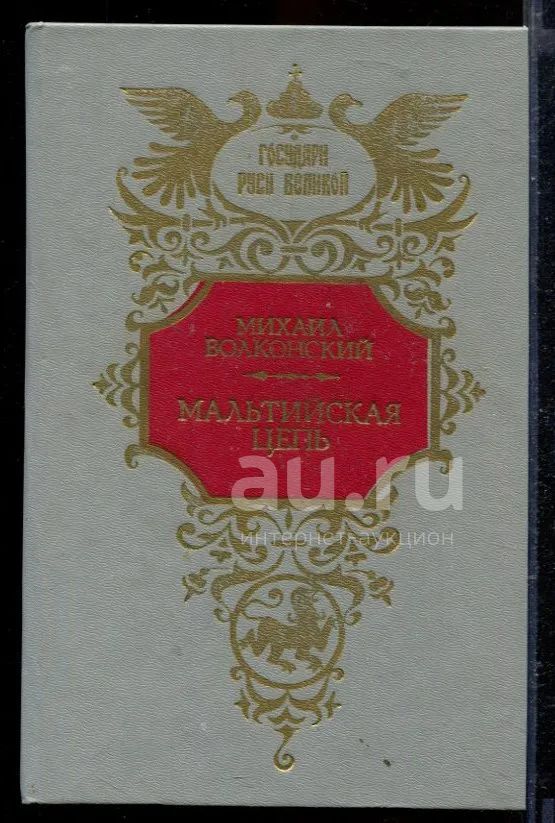 ГОСУДАРИ
РУСИ ВЕЛИКОЙ
МИХАИЛ
ВОЛКОНСКИЙ
МАЛЬТИЙСКАЯ
ЦЕПЬ
au.ru
интернет-аукцион